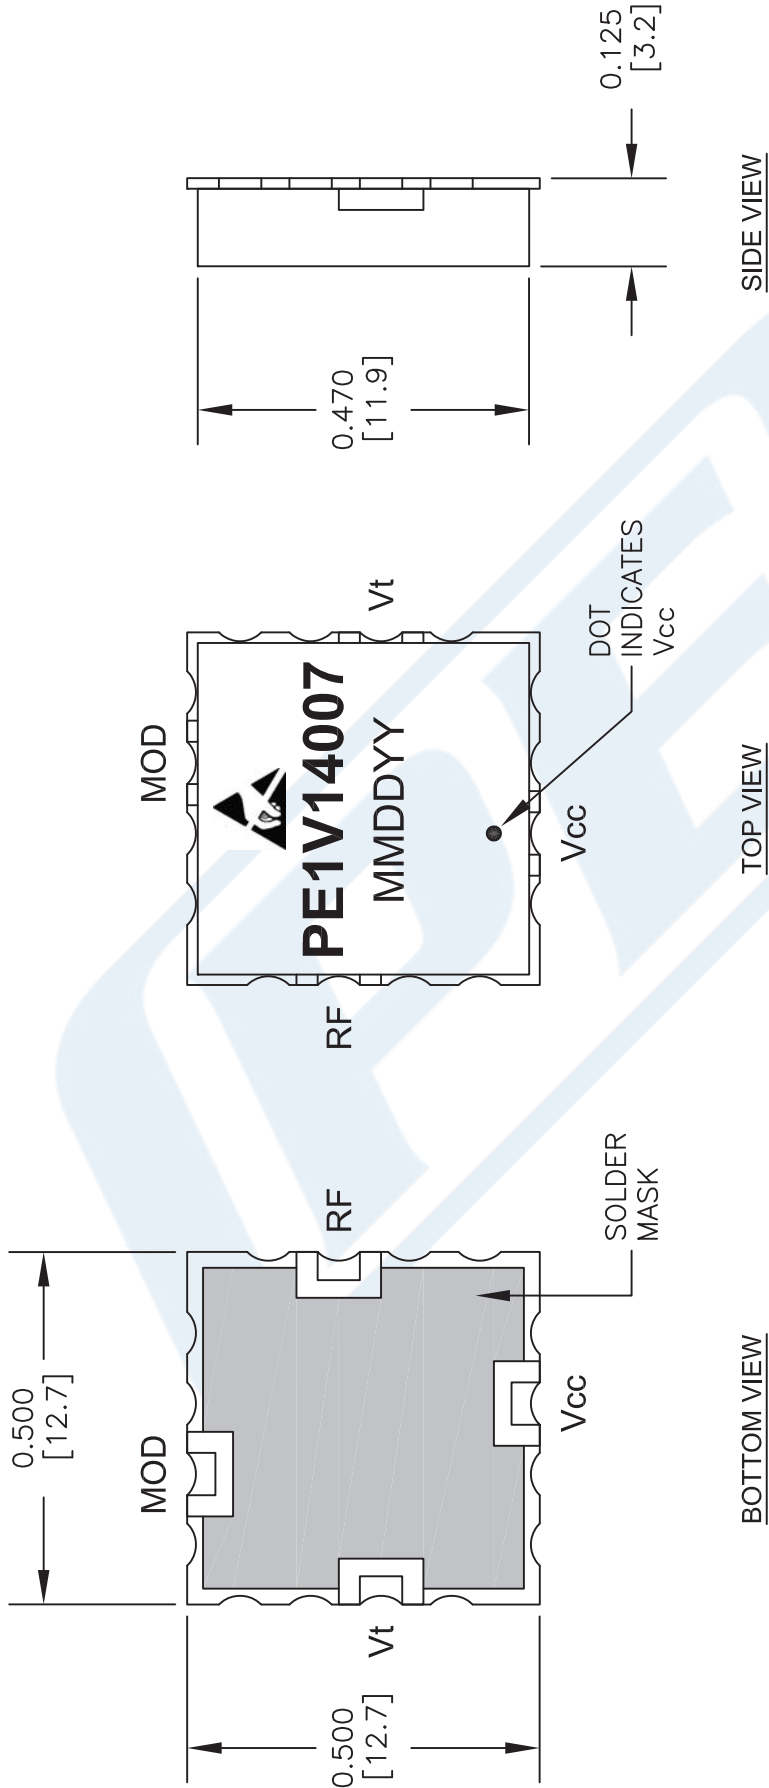 0.500
[12.7]
0.500
[12.7]
MOD
RF
Vt
Vcc
SOLDER
MASK
BOTTOM VIEW
MOD
RF
Vt
PE1V14007
MMDDYY
Vcc
DOT
INDICATES
Vcc
TOP VIEW
0.470
[11.9]
0.125
[3.2]
SIDE VIEW